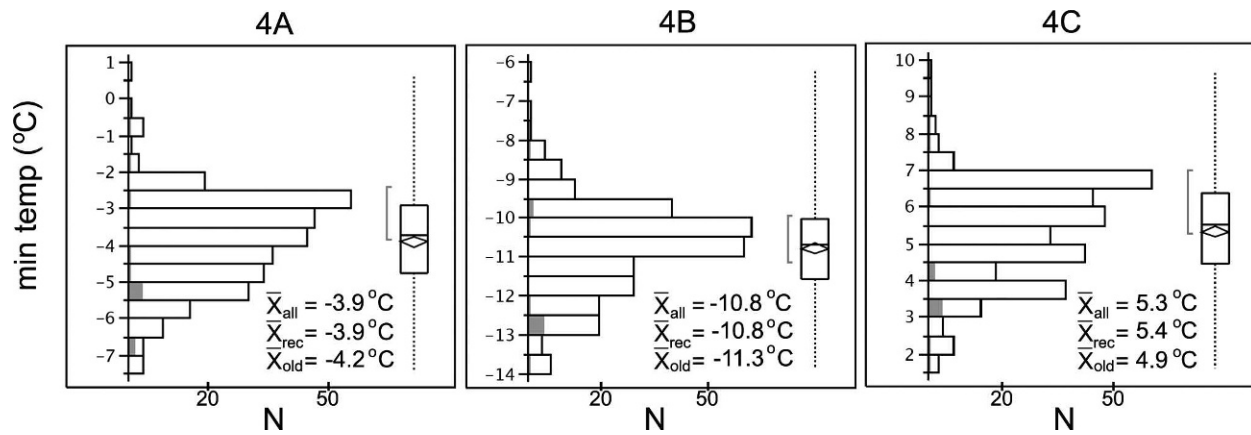 4A
4B
4C
min temp (°C)
1
0
-1
-2
-3
-4
-5
-6
-7
X̄all = -3.9 °C
X̄rec = -3.9 °C
X̄old = -4.2 °C
20
50
N
-6
-7
-8
-9
-10
-11
-12
-13
-14
X̄all = -10.8 °C
X̄rec = -10.8 °C
X̄old = -11.3 °C
20
50
N
10
9
8
7
6
5
4
3
2
X̄all = 5.3 °C
X̄rec = 5.4 °C
X̄old = 4.9 °C
20
50
N